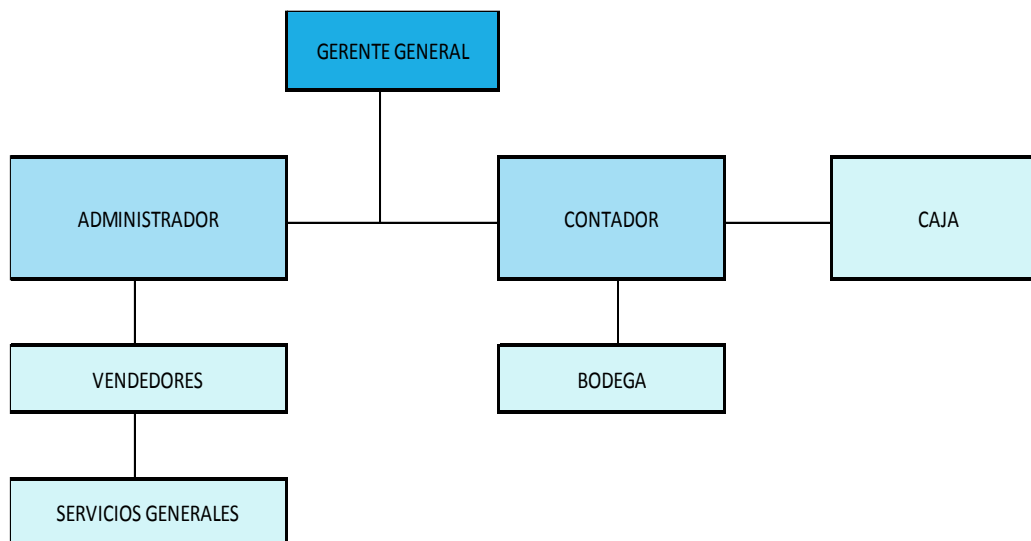 GERENTE GENERAL
ADMINISTRADOR
CONTADOR
CAJA
VENDEDORES
BODEGA
SERVICIOS GENERALES